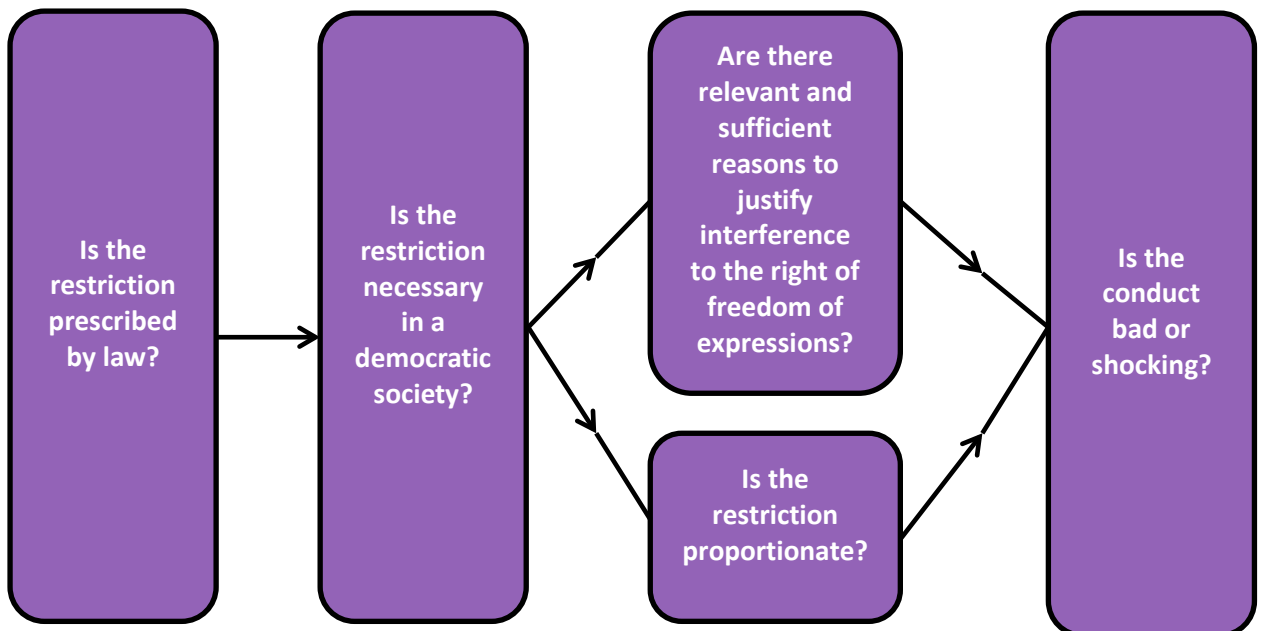 Is the
restriction
prescribed
by law?
Is the
restriction
necessary
in a
democratic
society?
Are there
relevant and
sufficient
reasons to
justify
interference
to the right of
freedom of
expressions?
Is the
restriction
proportionate?
Is the
conduct
bad or
shocking?